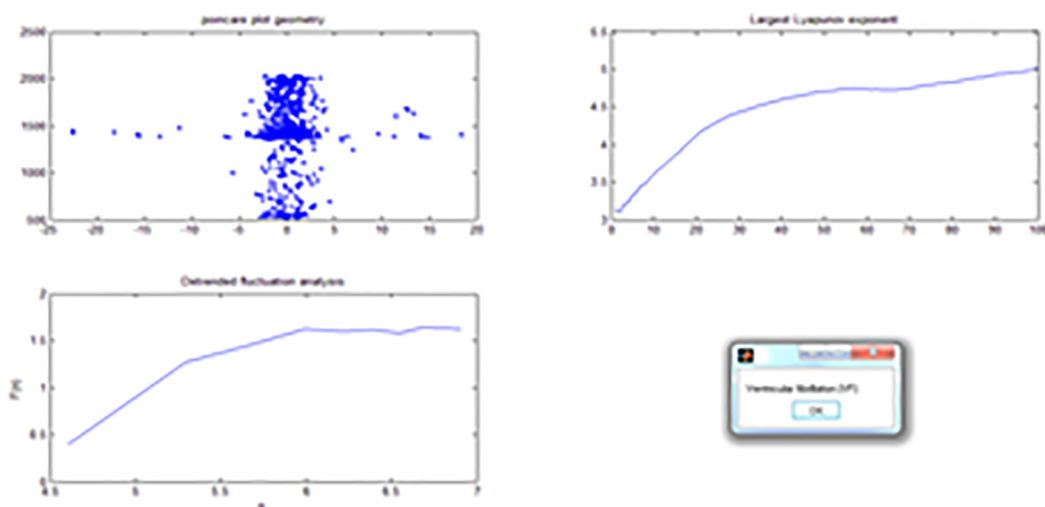 poincare plot geometry
2500
2000
1500
1000
500
-25 -20 -15 -10 -5 0 5 10 15 20
Largest Lyapunov exponent
5.5
5
4.5
4
3.5
3
0 10 20 30 40 50 60 70 80 90 100
Detrended fluctuation analysis
2
1.5
1
0.5
0
F(n)
4.5 5 5.5 6 6.5 7
n
Ventricular fibrillation (VF)
OK